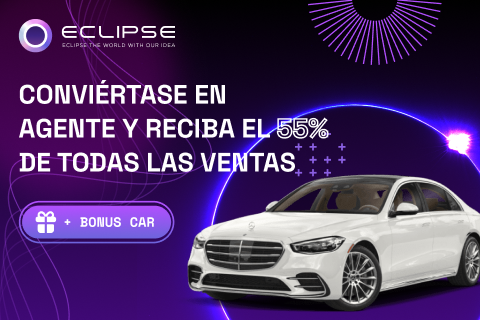 ECLIPSE
ECLIPSE THE WORLD WITH OUR IDEA
CONVIÉRTASE EN
AGENTE Y RECIBA EL 55%
DE TODAS LAS VENTAS
+ BONUS CAR